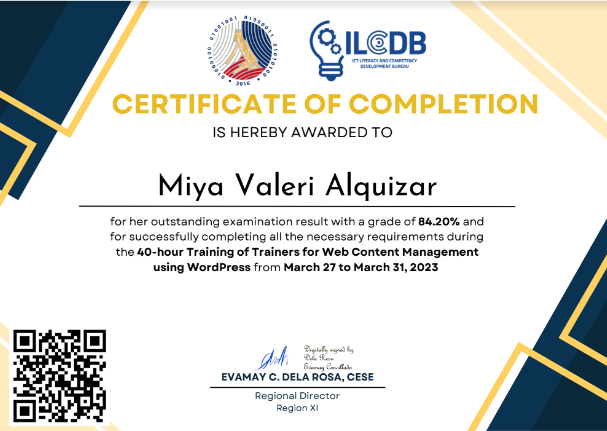 2016
ILCDB
ICT LITERACY AND COMPETENCY
DEVELOPMENT BUREAU
CERTIFICATE OF COMPLETION
IS HEREBY AWARDED TO
Miya Valeri Alquizar
for her outstanding examination result with a grade of 84.20% and
for successfully completing all the necessary requirements during
the 40-hour Training of Trainers for Web Content Management
using WordPress from March 27 to March 31, 2023
Digitally signed by
Dela Rosa
Evamay Canillada
EVAMAY C. DELA ROSA, CESE
Regional Director
Region XI